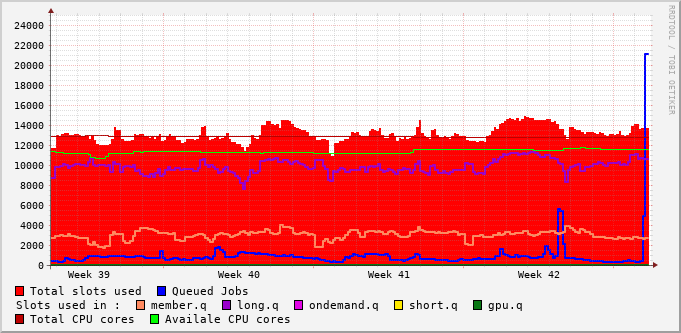 24000
22000
20000
18000
16000
14000
12000
10000
8000
6000
4000
2000
0
Week 39 Week 40 Week 41 Week 42
Total slots used Queued Jobs
Slots used in : member.q long.q ondemand.q short.q gpu.q
Total CPU cores Availale CPU cores
RRDTOOL / TOBI OETIKER